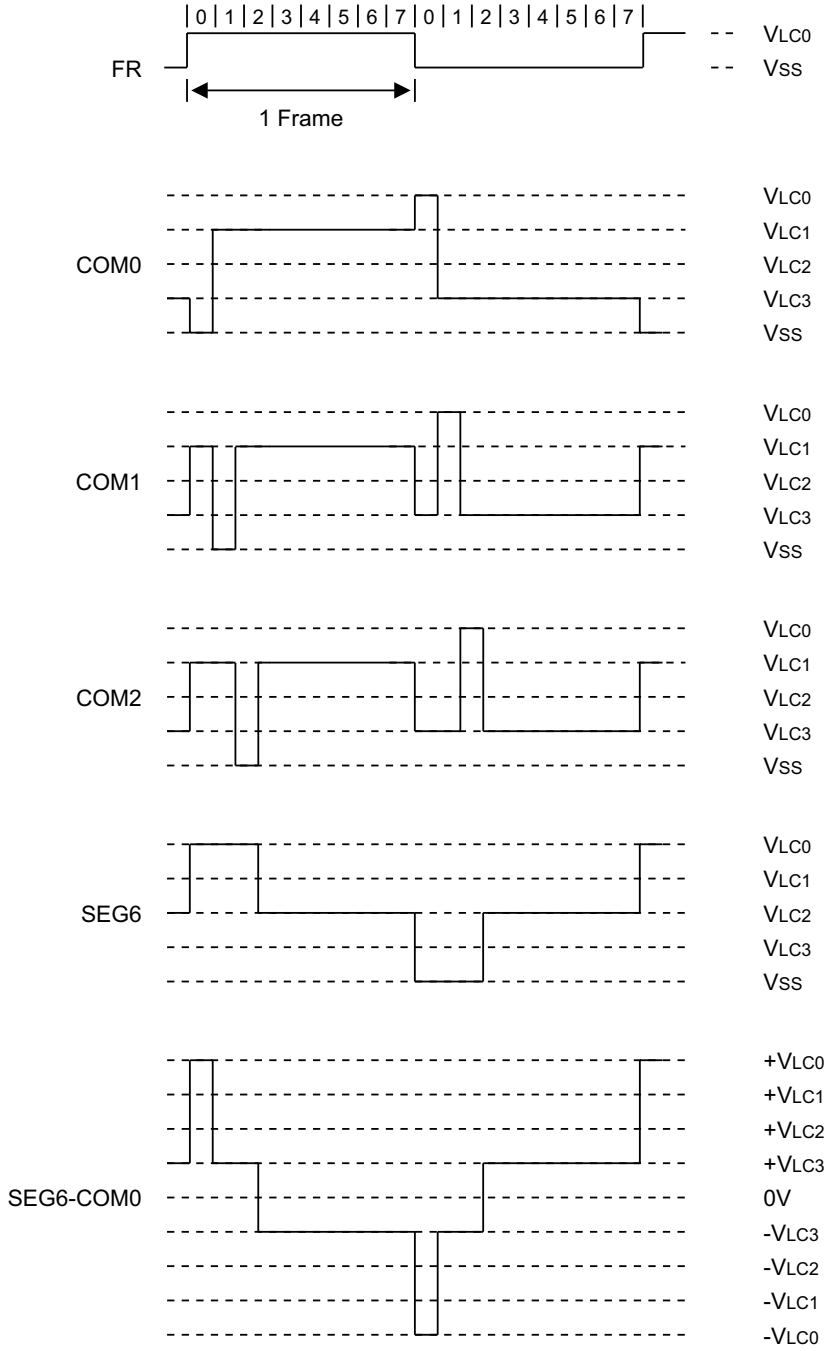 0 1 2 3 4 5 6 7 0 1 2 3 4 5 6 7
VLC0
FR
VSS
1 Frame
VLC0
VLC1
COM0
VLC2
VLC3
VSS
VLC0
VLC1
COM1
VLC2
VLC3
VSS
VLC0
VLC1
COM2
VLC2
VLC3
VSS
VLC0
VLC1
SEG6
VLC2
VLC3
VSS
+VLC0
+VLC1
+VLC2
+VLC3
SEG6-COM0
0V
-VLC3
-VLC2
-VLC1
-VLC0